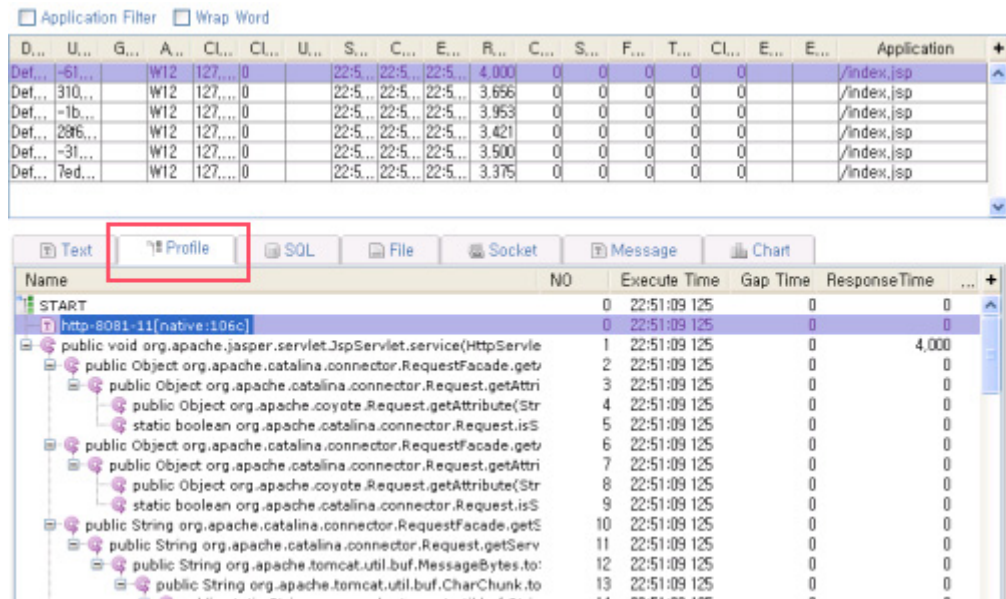 Application Filter Wrap Word
D... U... G... A... Cl... Cl... U... S... C... E... R... C... S... F... T... Cl... E... E... Application +
Def... -61... W12 127.... 0 22:5... 22:5... 22:5... 4,000 0 0 0 0 0 /index.jsp
Def... 310... W12 127.... 0 22:5... 22:5... 22:5... 3,656 0 0 0 0 0 /index.jsp
Def... -1b... W12 127.... 0 22:5... 22:5... 22:5... 3,953 0 0 0 0 0 /index.jsp
Def... 28f6... W12 127.... 0 22:5... 22:5... 22:5... 3,421 0 0 0 0 0 /index.jsp
Def... -31... W12 127.... 0 22:5... 22:5... 22:5... 3,500 0 0 0 0 0 /index.jsp
Def... 7ed... W12 127.... 0 22:5... 22:5... 22:5... 3,375 0 0 0 0 0 /index.jsp
Text Profile SQL File Socket Message Chart
Name NO Execute Time Gap Time ResponseTime ... +
START 0 22:51:09 125 0 0
http-8081-11[native:106c] 0 22:51:09 125 0 0
public void org.apache.jasper.servlet.JspServlet.service(HttpServle 1 22:51:09 125 0 4,000
public Object org.apache.catalina.connector.RequestFacade.get 2 22:51:09 125 0 0
public Object org.apache.catalina.connector.Request.getAttri 3 22:51:09 125 0 0
public Object org.apache.coyote.Request.getAttribute(Str 4 22:51:09 125 0 0
static boolean org.apache.catalina.connector.Request.isS 5 22:51:09 125 0 0
public Object org.apache.catalina.connector.RequestFacade.get 6 22:51:09 125 0 0
public Object org.apache.catalina.connector.Request.getAttri 7 22:51:09 125 0 0
public Object org.apache.coyote.Request.getAttribute(Str 8 22:51:09 125 0 0
static boolean org.apache.catalina.connector.Request.isS 9 22:51:09 125 0 0
public String org.apache.catalina.connector.RequestFacade.getS 10 22:51:09 125 0 0
public String org.apache.catalina.connector.Request.getServ 11 22:51:09 125 0 0
public String org.apache.tomcat.util.buf.MessageBytes.to 12 22:51:09 125 0 0
public String org.apache.tomcat.util.buf.CharChunk.to 13 22:51:09 125 0 0